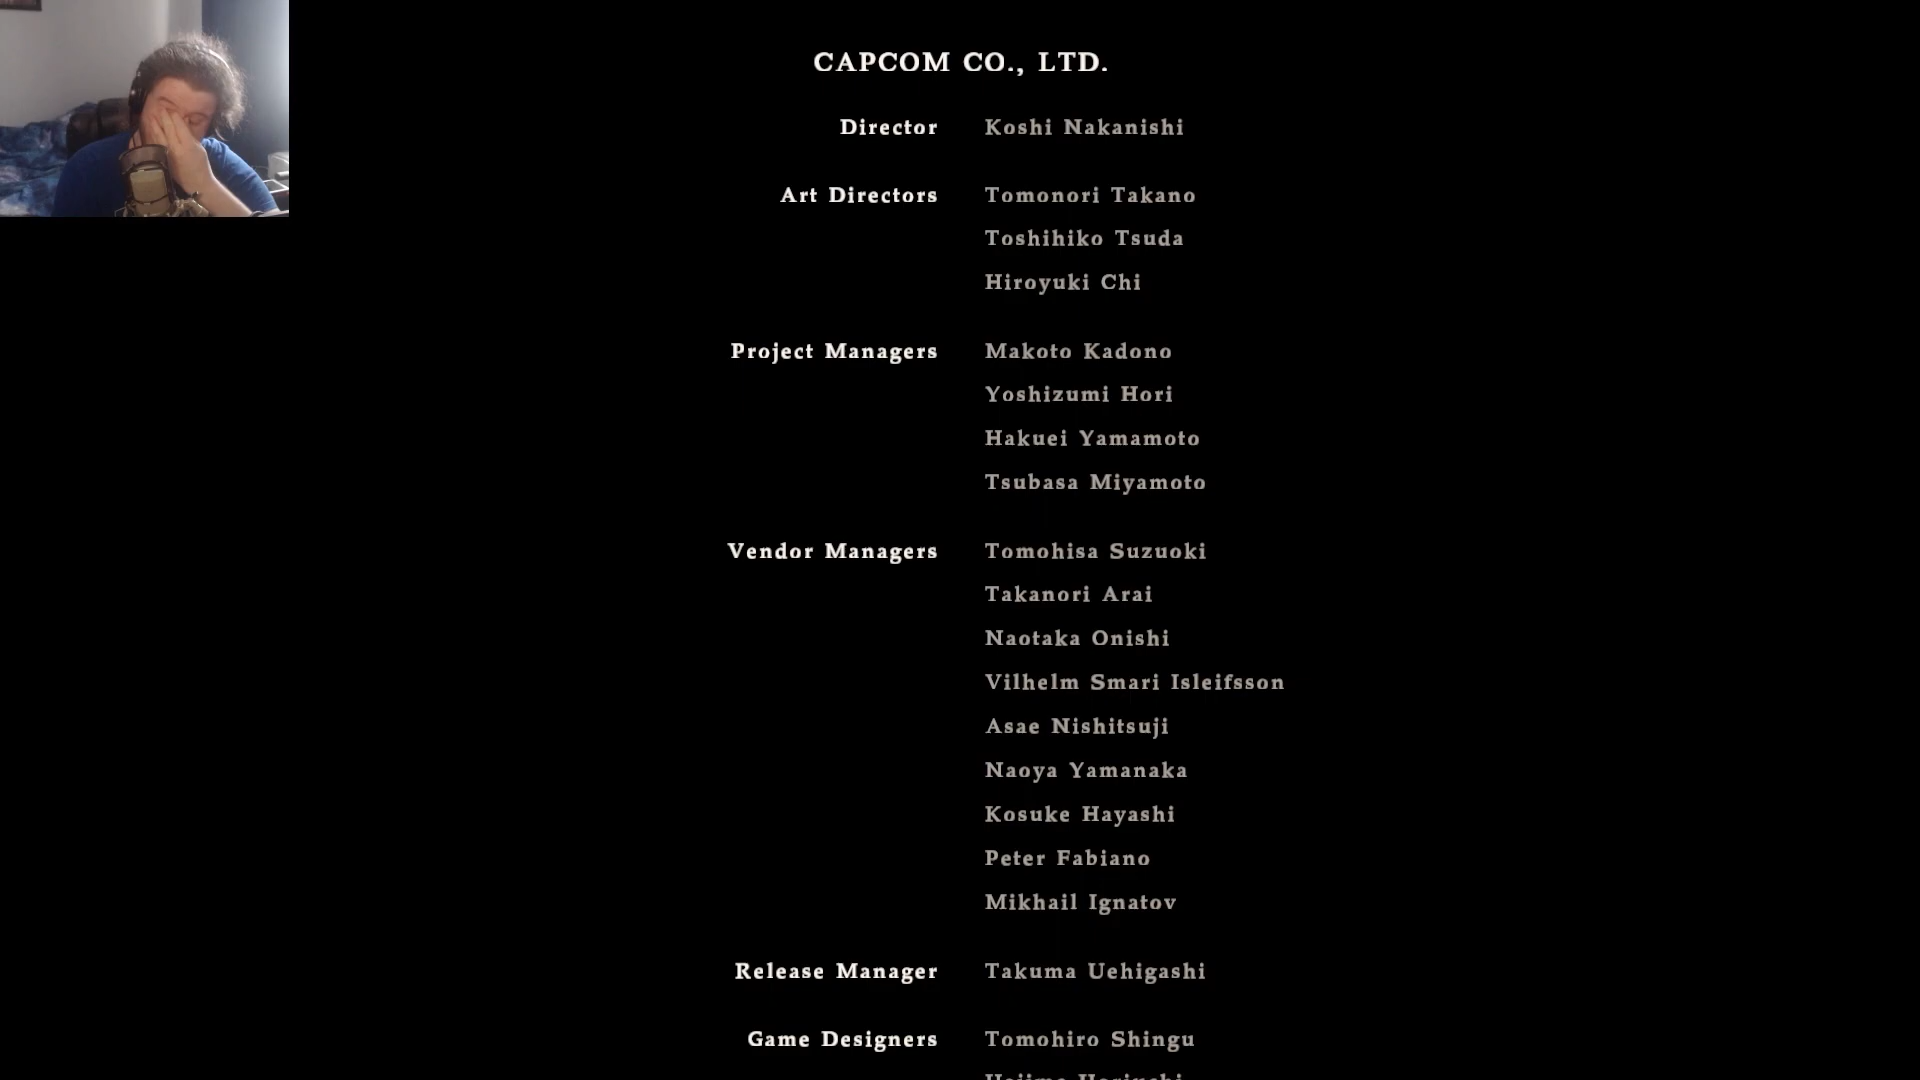 CAPCOM CO., LTD.
Director Koshi Nakanishi
Art Directors Tomonori Takano
Toshihiko Tsuda
Hiroyuki Chi
Project Managers Makoto Kadono
Yoshizumi Hori
Hakuei Yamamoto
Tsubasa Miyamoto
Vendor Managers Tomohisa Suzuoki
Takanori Arai
Naotaka Onishi
Vilhelm Smari Isleifsson
Asae Nishitsuji
Naoya Yamanaka
Kosuke Hayashi
Peter Fabiano
Mikhail Ignatov
Release Manager Takuma Uehigashi
Game Designers Tomohiro Shingu